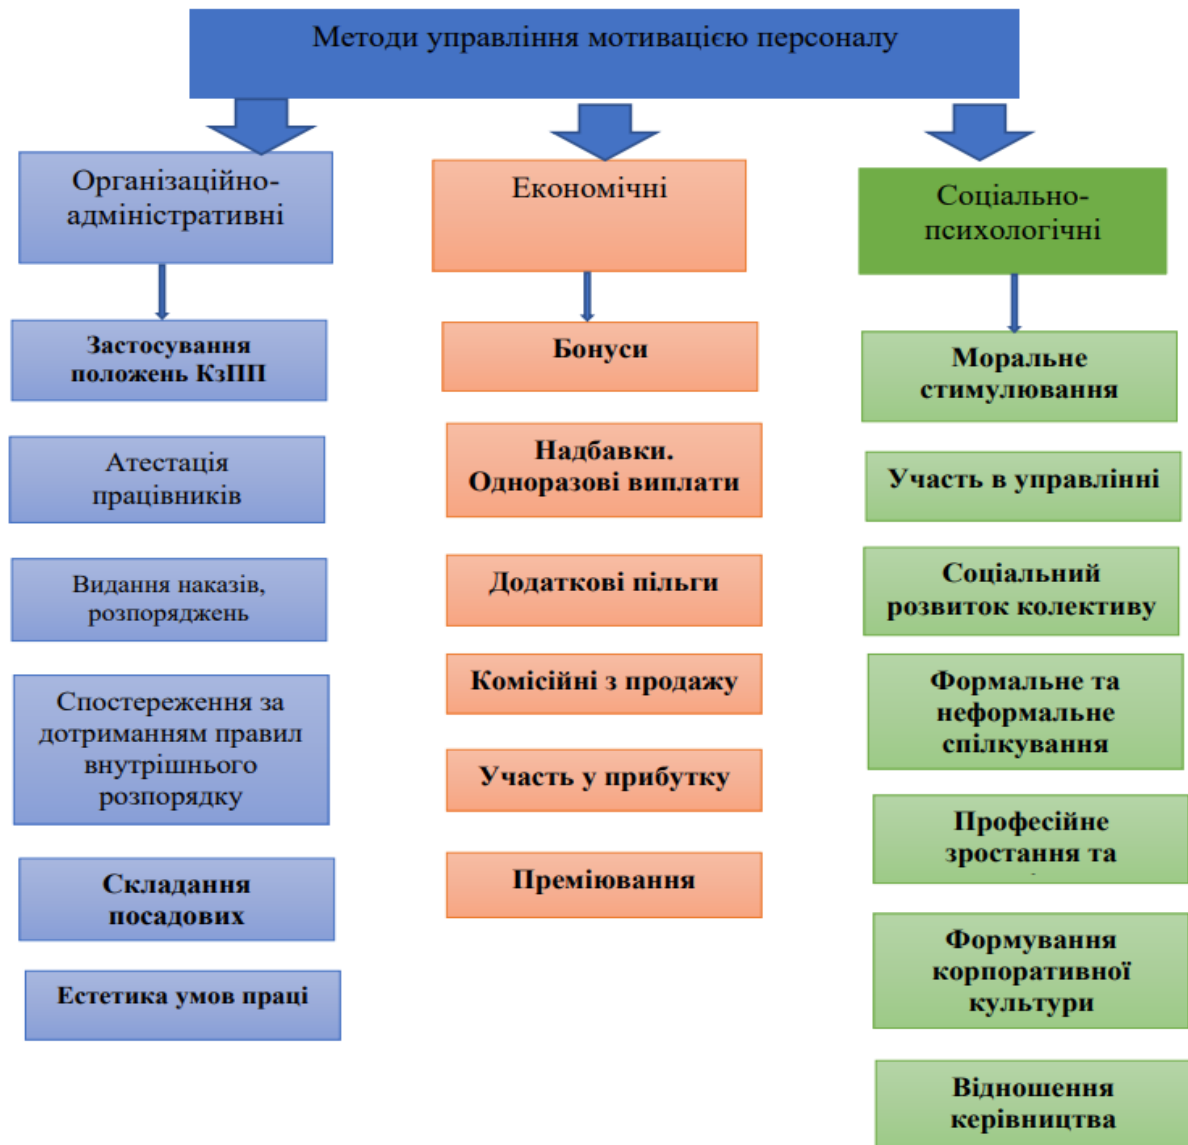 Методи управління мотивацією персоналу
Організаційно-
адміністративні
Застосування
положень КзПП
Атестація
працівників
Видання наказів,
розпоряджень
Спостереження за
дотриманням правил
внутрішнього
розпорядку
Складання
посадових
Естетика умов праці
Економічні
Бонуси
Надбавки.
Одноразові виплати
Додаткові пільги
Комісійні з продажу
Участь у прибутку
Преміювання
Соціально-
психологічні
Моральне
стимулювання
Участь в управлінні
Соціальний
розвиток колективу
Формальне та
неформальне
спілкування
Професійне
зростання та
Формування
корпоративної
культури
Відношення
керівництва